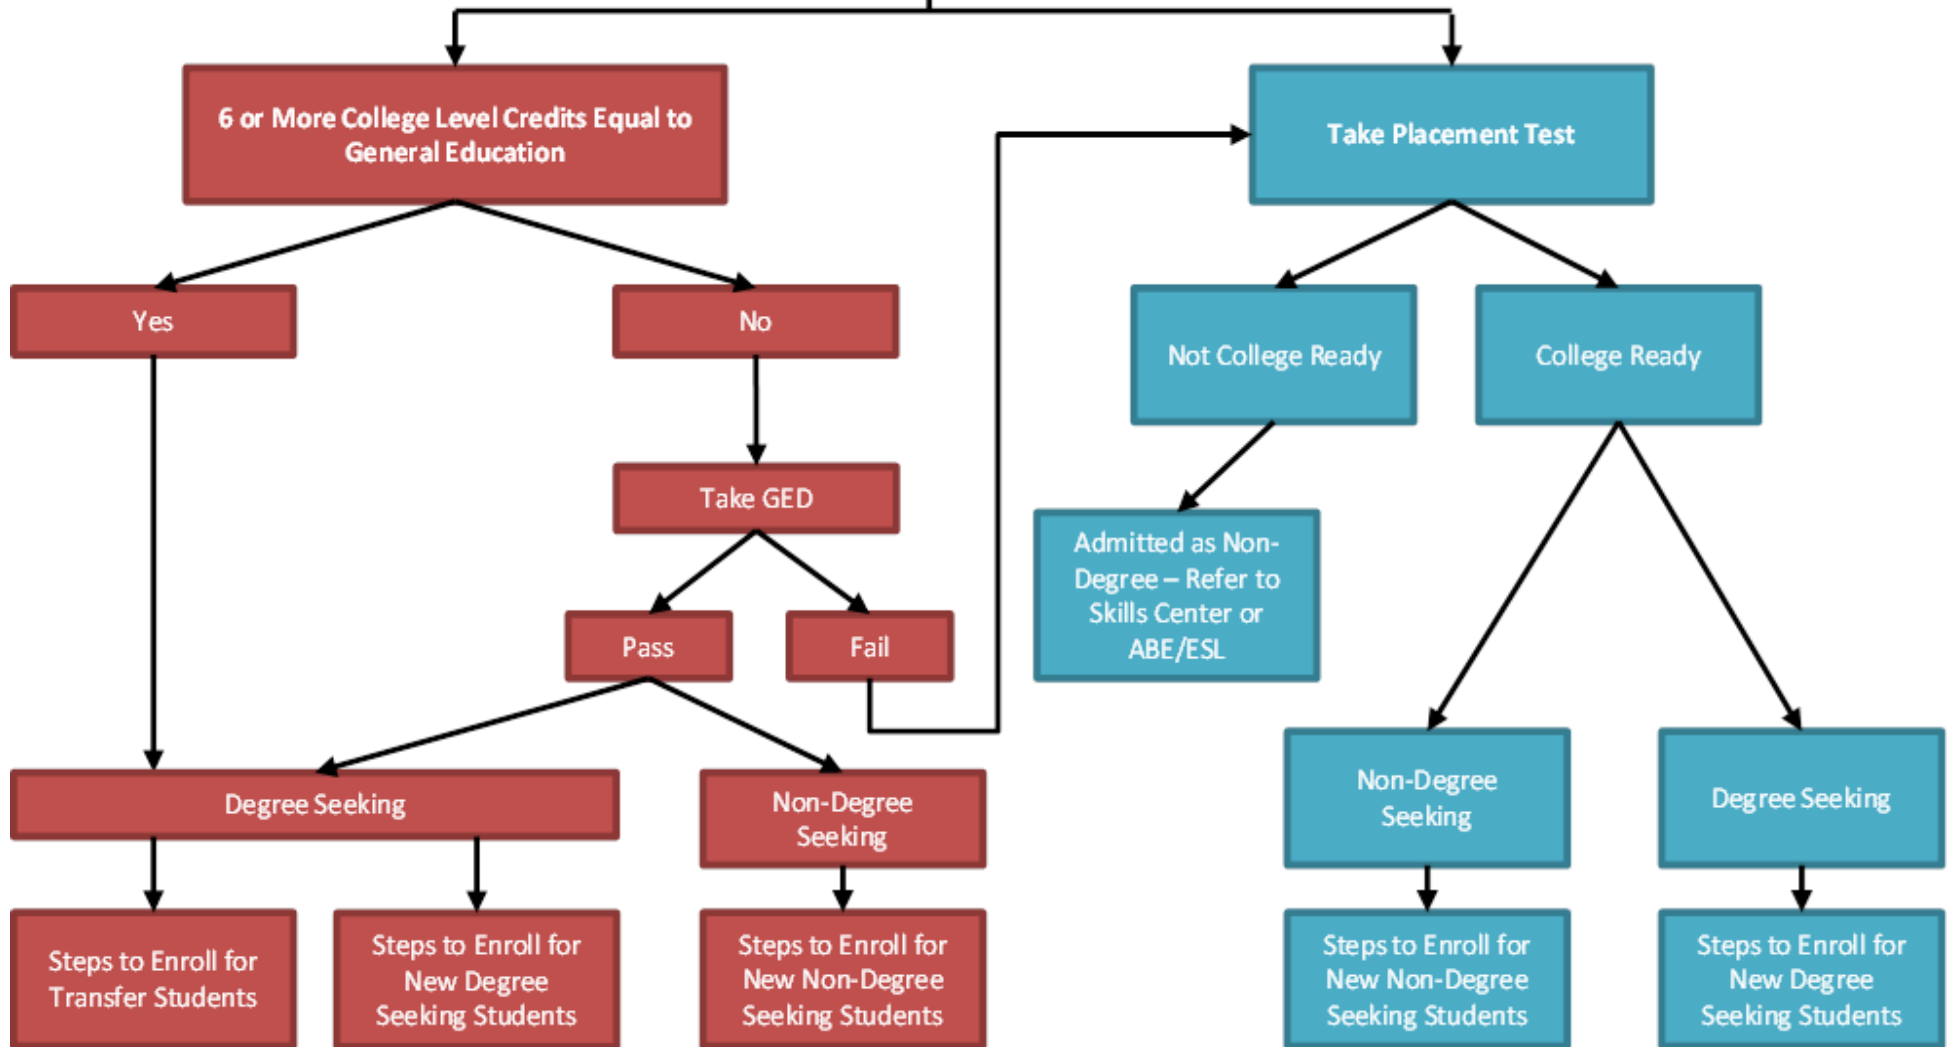 6 or More College Level Credits Equal to
General Education
Take Placement Test
Yes
No
Not College Ready
College Ready
Take GED
Admitted as Non-
Degree – Refer to
Skills Center or
ABE/ESL
Pass
Fail
Degree Seeking
Non-Degree
Seeking
Non-Degree
Seeking
Degree Seeking
Steps to Enroll for
Transfer Students
Steps to Enroll for
New Degree
Seeking Students
Steps to Enroll for
New Non-Degree
Seeking Students
Steps to Enroll for
New Non-Degree
Seeking Students
Steps to Enroll for
New Degree
Seeking Students